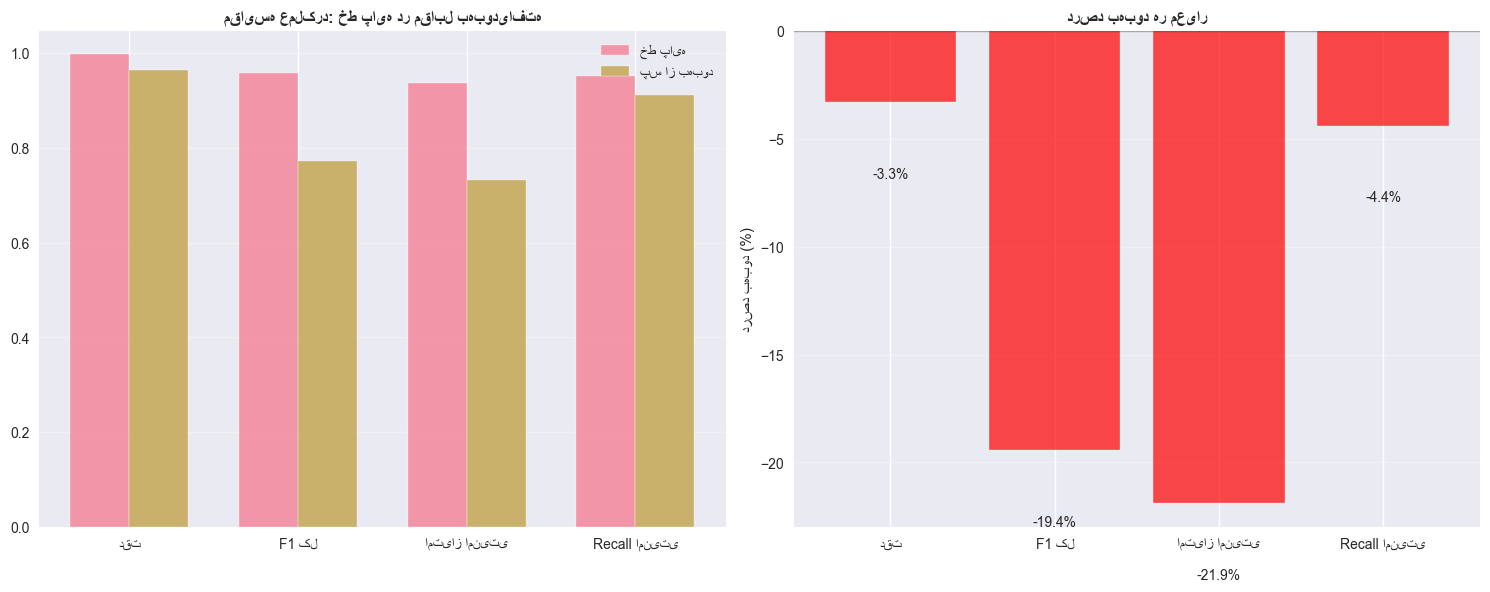 مقایسه عملکرد: خط پایه در مقابل بهبودیافته
خط پایه
پس از بهبود
1.0
0.8
0.6
0.4
0.2
0.0
دقت
F1 کل
امتیاز امنیتی
Recall امنیتی
درصد بهبود هر معیار
درصد بهبود (%)
0
−5
−10
−15
−20
-3.3%
-19.4%
-21.9%
-4.4%
دقت
F1 کل
امتیاز امنیتی
Recall امنیتی